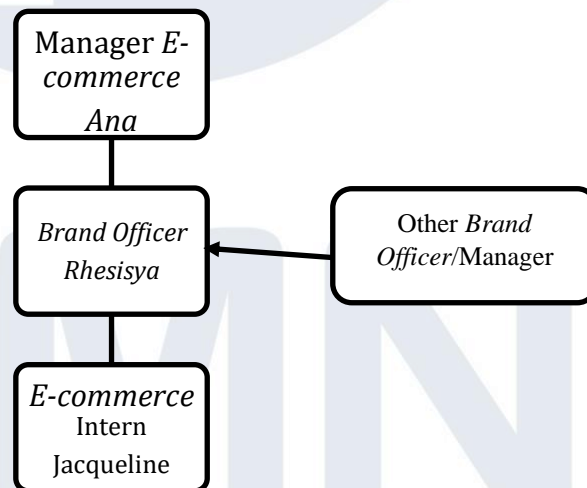 Manager E-
commerce
Ana
Brand Officer
Rhesisya
Other Brand
Officer/Manager
E-commerce
Intern
Jacqueline